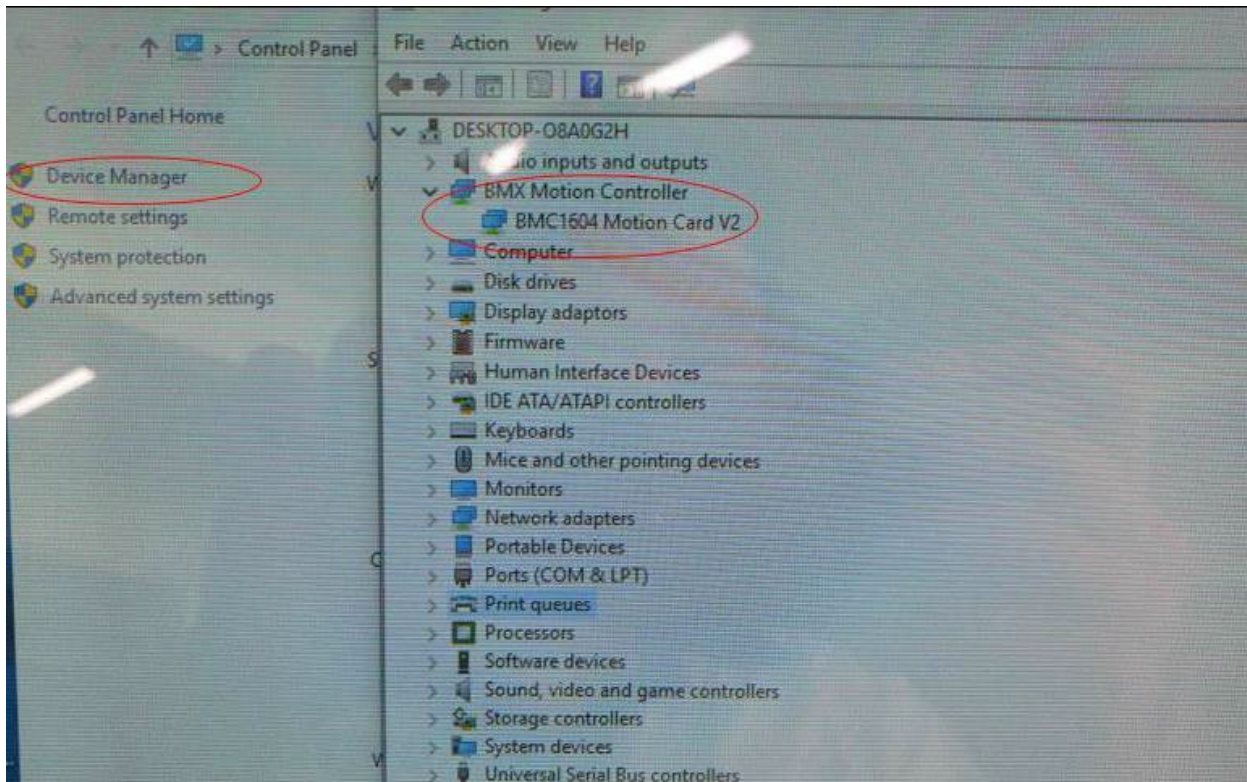 Control Panel
Control Panel Home
Device Manager
Remote settings
System protection
Advanced system settings
File Action View Help
DESKTOP-O8A0G2H
inputs and outputs
BMX Motion Controller
BMC1604 Motion Card V2
Computer
Disk drives
Display adaptors
Firmware
Human Interface Devices
IDE ATA/ATAPI controllers
Keyboards
Mice and other pointing devices
Monitors
Network adapters
Portable Devices
Ports (COM & LPT)
Print queues
Processors
Software devices
Sound, video and game controllers
Storage controllers
System devices
Universal Serial Bus controllers